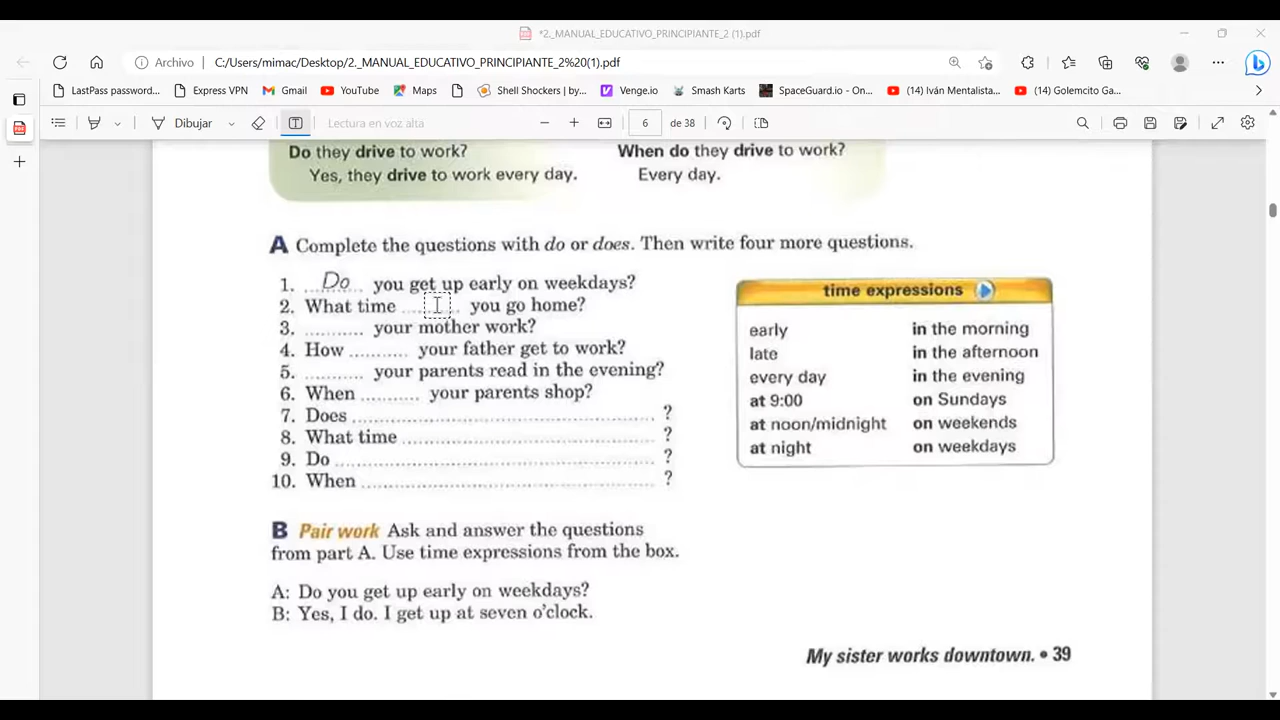 *2._MANUAL_EDUCATIVO_PRINCIPIANTE_2 (1).pdf
Archivo C:/Users/mimac/Desktop/2._MANUAL_EDUCATIVO_PRINCIPIANTE_2%20(1).pdf
LastPass password... Express VPN Gmail YouTube Maps Shell Shockers | by... Venge.io Smash Karts SpaceGuard.io - On... (14) Iván Mentalista... (14) Golemcito Ga...
Dibujar Lectura en voz alta 6 de 38
Do they drive to work? When do they drive to work?
Yes, they drive to work every day. Every day.
A Complete the questions with do or does. Then write four more questions.
1. Do you get up early on weekdays?
2. What time .......... you go home?
3. .......... your mother work?
4. How .......... your father get to work?
5. .......... your parents read in the evening?
6. When .......... your parents shop?
7. Does .......... ?
8. What time .......... ?
9. Do .......... ?
10. When .......... ?
time expressions
early in the morning
late in the afternoon
every day in the evening
at 9:00 on Sundays
at noon/midnight on weekends
at night on weekdays
B Pair work Ask and answer the questions
from part A. Use time expressions from the box.
A: Do you get up early on weekdays?
B: Yes, I do. I get up at seven o'clock.
My sister works downtown. • 39